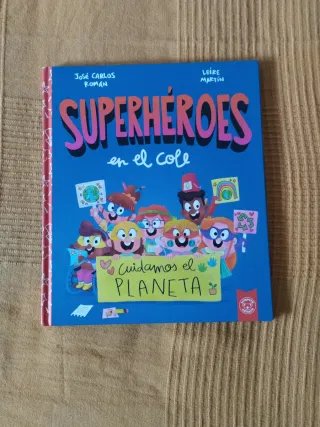 JOSÉ CARLOS
ROMÁN
LEIRE
MARTÍN
SUPERHÉROES
en el cole
Cuidamos el
PLANETA